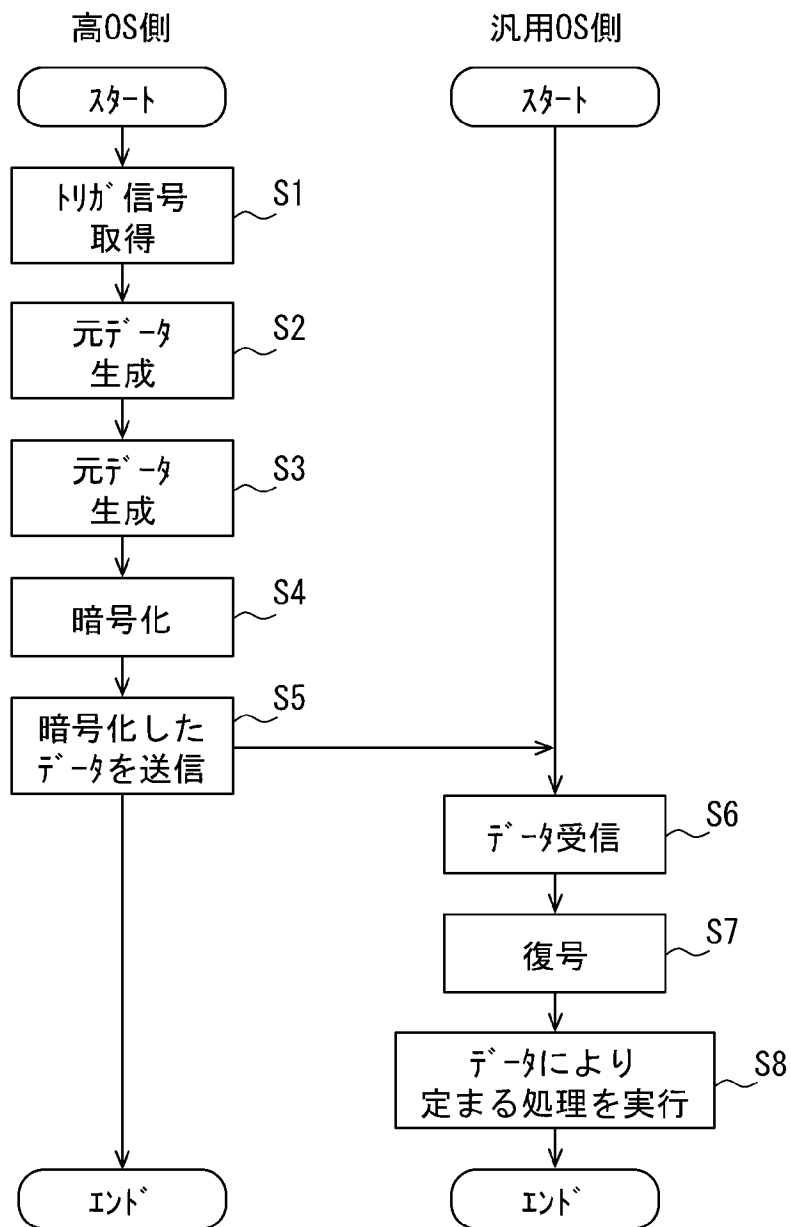 高OS側
汎用OS側
ｽﾀｰﾄ
ｽﾀｰﾄ
ﾄﾘｶﾞ信号
取得
S1
元ﾃﾞｰﾀ
生成
S2
元ﾃﾞｰﾀ
生成
S3
暗号化
S4
暗号化した
ﾃﾞｰﾀを送信
S5
ﾃﾞｰﾀ受信
S6
復号
S7
ﾃﾞｰﾀにより
定まる処理を実行
S8
ｴﾝﾄﾞ
ｴﾝﾄﾞ